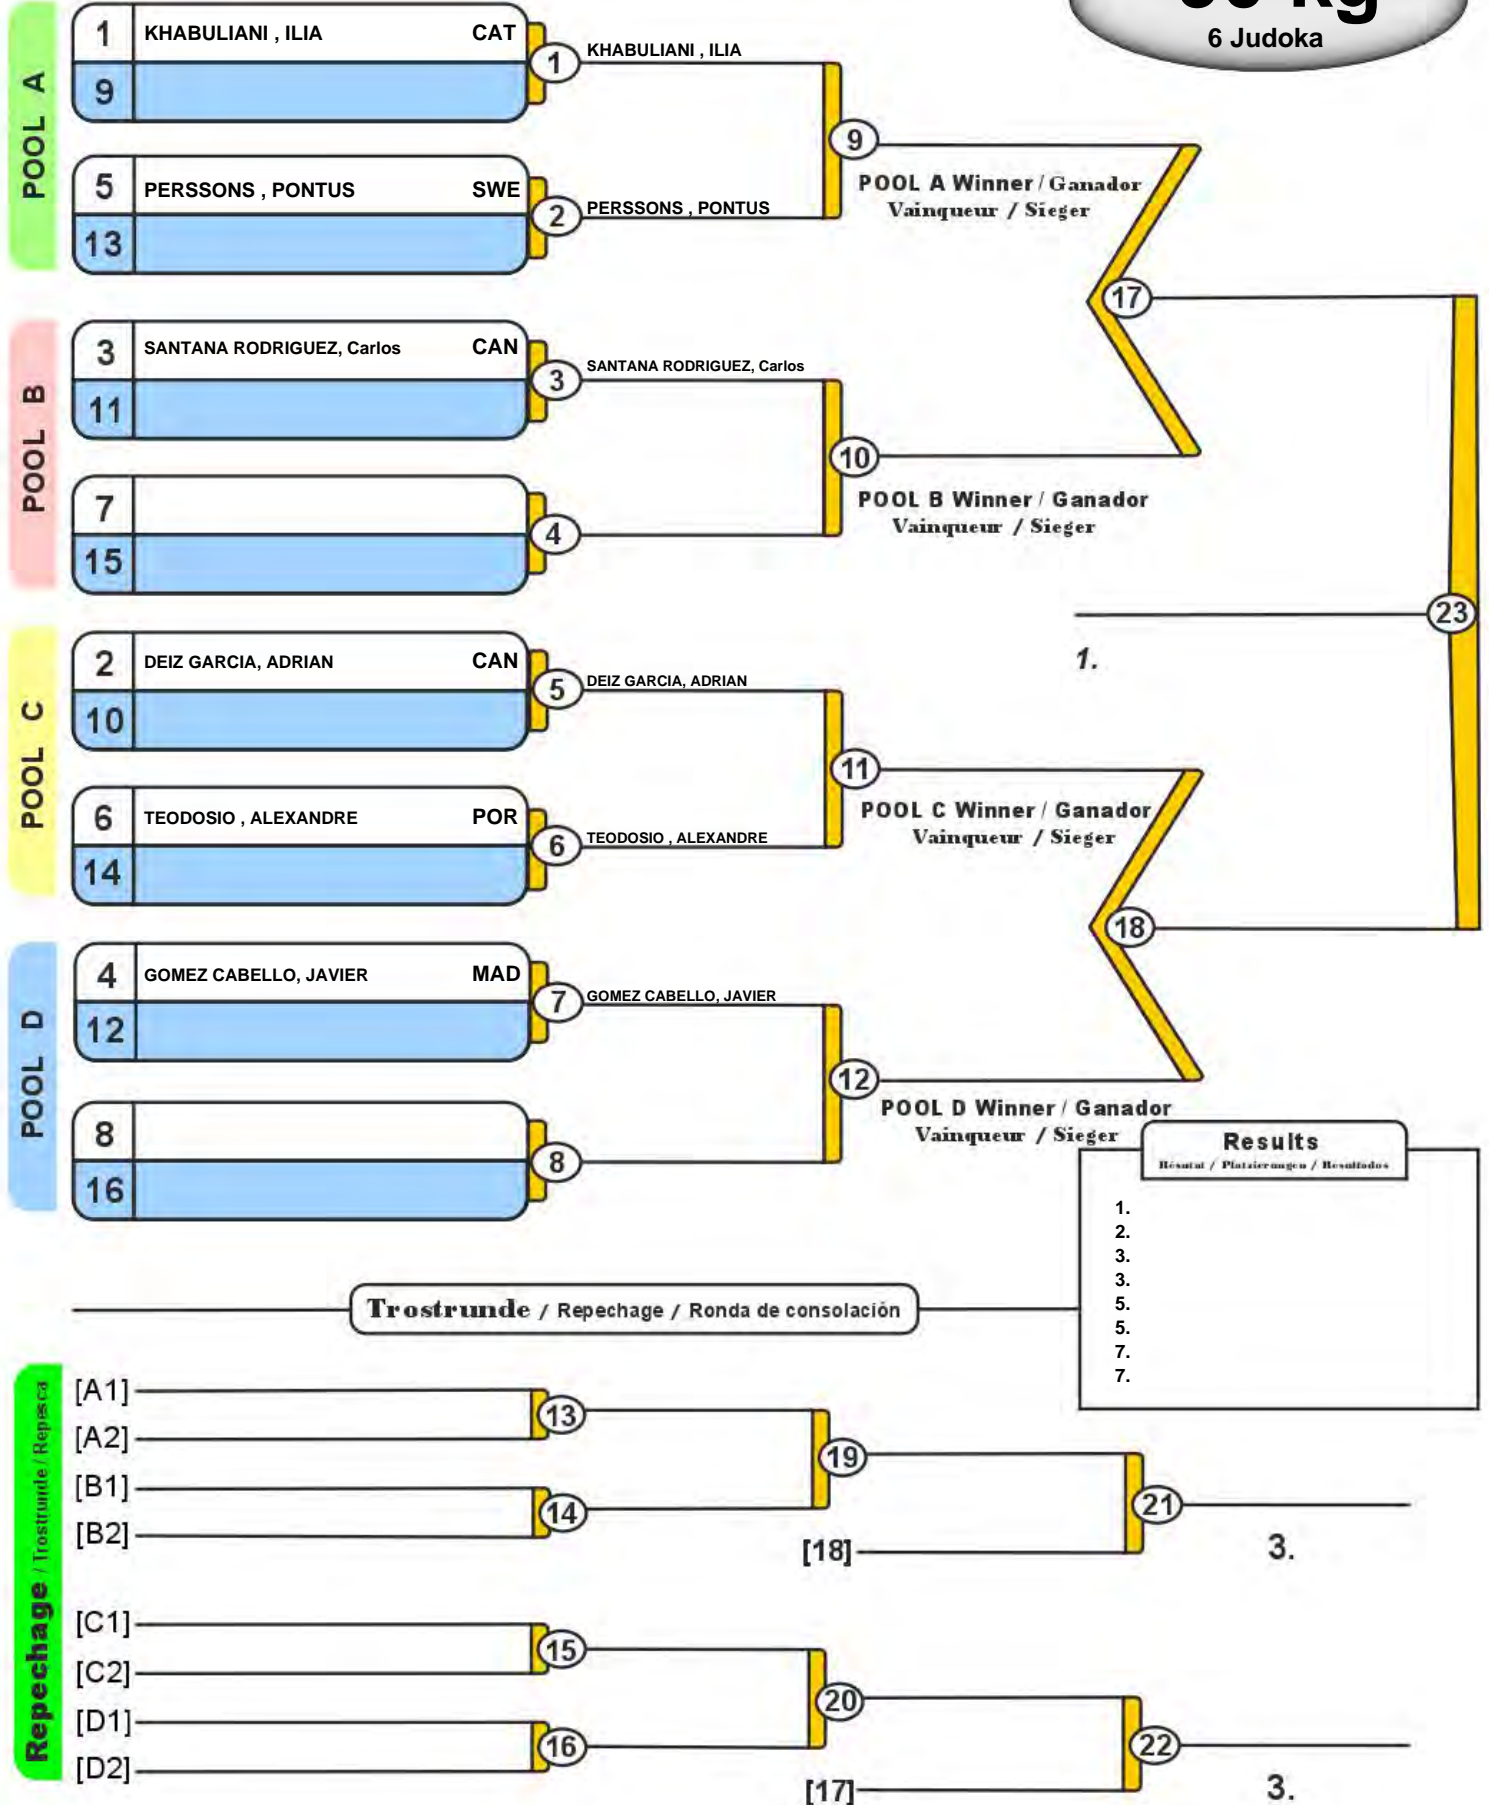 6 Judoka
POOL A
1 KHABULIANI , ILIA CAT
9
1 KHABULIANI , ILIA
5 PERSSONS , PONTUS SWE
13
2 PERSSONS , PONTUS
9
POOL A Winner / Ganador
Vainqueur / Sieger
17
POOL B
3 SANTANA RODRIGUEZ, Carlos CAN
11
3 SANTANA RODRIGUEZ, Carlos
7
15
4
10
POOL B Winner / Ganador
Vainqueur / Sieger
23
1.
POOL C
2 DEIZ GARCIA, ADRIAN CAN
10
5 DEIZ GARCIA, ADRIAN
6 TEODOSIO , ALEXANDRE POR
14
6 TEODOSIO , ALEXANDRE
11
POOL C Winner / Ganador
Vainqueur / Sieger
18
POOL D
4 GOMEZ CABELLO, JAVIER MAD
12
7 GOMEZ CABELLO, JAVIER
8
16
8
12
POOL D Winner / Ganador
Vainqueur / Sieger
Results
Résutat / Platzierungen / Resultados
1.
2.
3.
3.
5.
5.
7.
7.
Trostrunde / Repechage / Ronda de consolación
Repechage / Trostrunde / Repesca
[A1]
[A2]
13
[B1]
[B2]
14
19
[18]
21
3.
[C1]
[C2]
15
[D1]
[D2]
16
20
[17]
22
3.